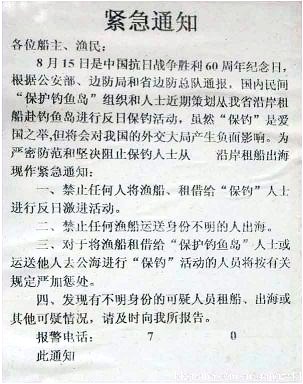 紧急通知
各位船主、渔民：
8月15日是中国抗日战争胜利60周年纪念日，
根据公安部、边防局和省边防总队通报，国内民间
“保护钓鱼岛”组织和人士近期策划丛我省沿岸租
船赴钓鱼岛进行反日保钓活动，虽然“保钓”是爱
国之举，但将会对我国的外交大局产生负面影响。为
严密防范和坚决阻止保钓人士从 沿岸租船出海
现作紧急通知：
一、禁止任何人将渔船、租借给“保钓”人士
进行反日激进活动。
二、禁止任何渔船运送身份不明的人出海。
三、对于将渔船租借给“保护钓鱼岛”人士或
运送他人去公海进行“保钓”活动的人员将按有关
规定严加惩处。
四、发现有不明身份的可疑人员租船、出海或
其他可疑情况，请及时向我所报告。
报警电话： 7 0
此通知